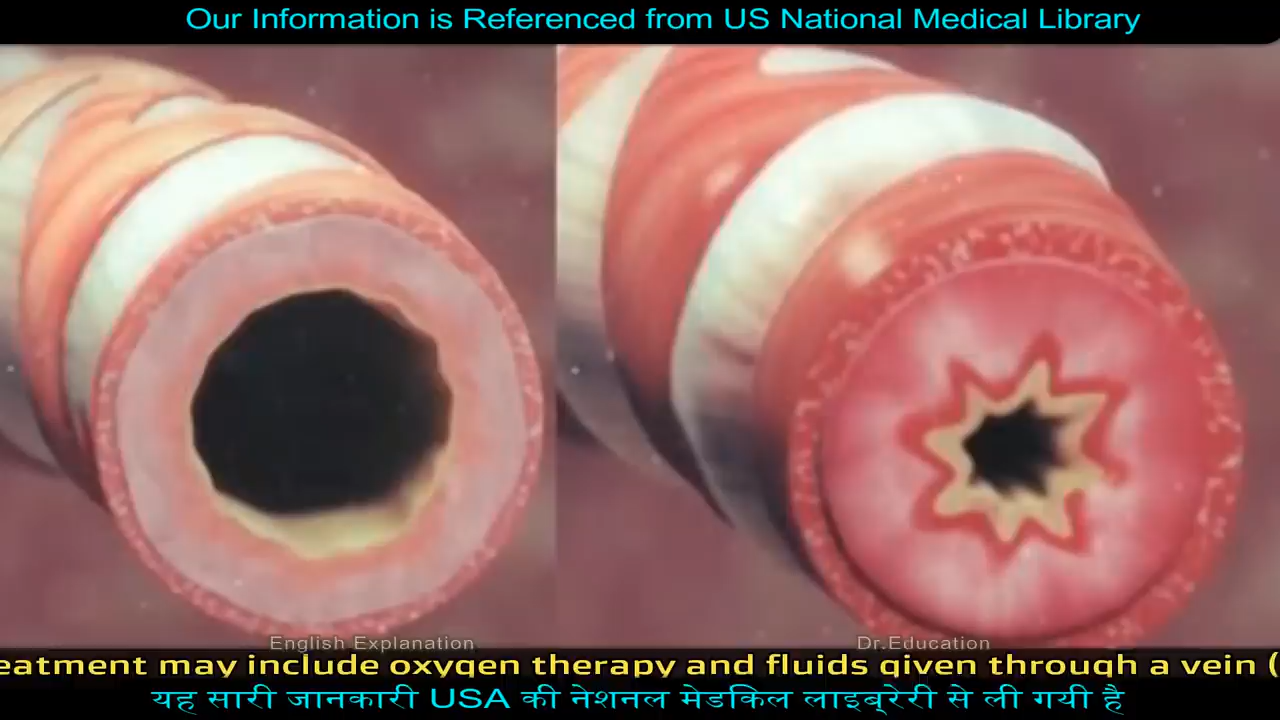 Our Information is Referenced from US National Medical Library
English Explanation
Dr.Education
eatment may include oxygen therapy and fluids given through a vein (
यह सारी जानकारी USA की नेशनल मेडिकल लाइब्रेरी से ली गयी है